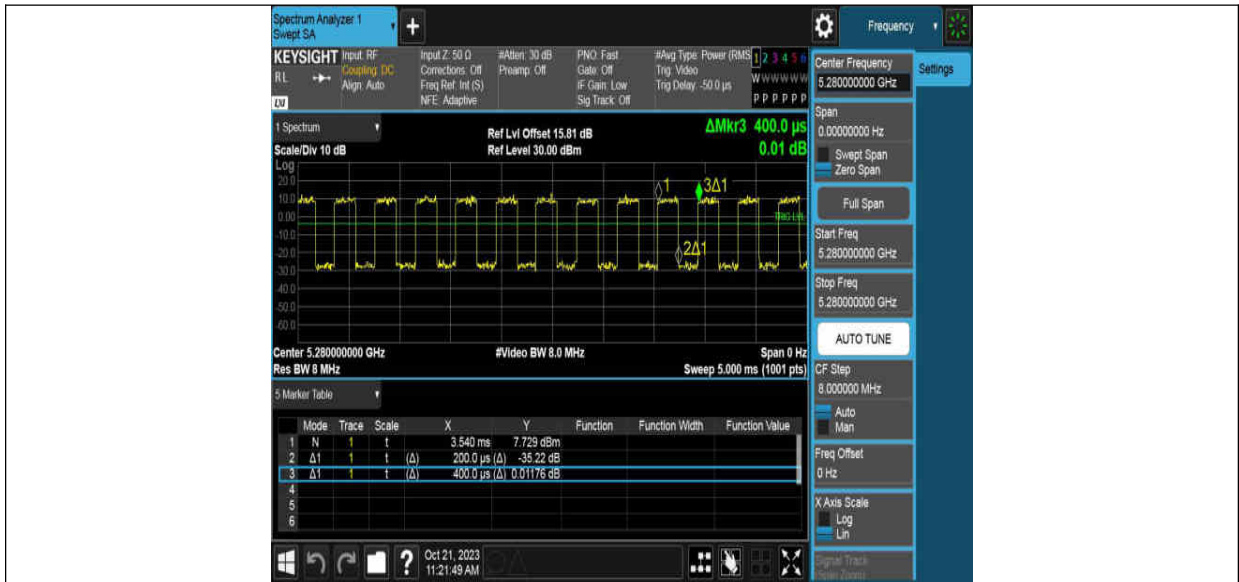 Spectrum Analyzer 1
Swept SA
+
Frequency
KEYSIGHT Input: RF Input Z: 50 Ω #Atten: 30 dB PNO: Fast #Avg Type: Power (RMS 1 2 3 4 5 6
RL Coupling: DC Corrections: Off Preamp: Off Gate: Off Trig: Video W W W W W W
Align: Auto Freq Ref: Int (S) IF Gain: Low Trig Delay: -50.0 µs
LVI NFE: Adaptive Sig Track: Off P P P P P P
1 Spectrum
Scale/Div 10 dB
Ref Lvl Offset 15.81 dB
Ref Level 30.00 dBm
ΔMkr3 400.0 µs
0.01 dB
Log
20.0
10.0
0.00
-10.0
-20.0
-30.0
-40.0
-50.0
-60.0
1
3Δ1
TRIG LVL
2Δ1
Center 5.280000000 GHz #Video BW 8.0 MHz Span 0 Hz
Res BW 8 MHz Sweep 5.000 ms (1001 pts)
5 Marker Table
Mode Trace Scale X Y Function Function Width Function Value
1 N 1 t 3.540 ms 7.729 dBm
2 Δ1 1 t (Δ) 200.0 µs (Δ) -35.22 dB
3 Δ1 1 t (Δ) 400.0 µs (Δ) 0.01176 dB
4
5
6
?
Oct 21, 2023
11:21:49 AM
Center Frequency
5.280000000 GHz
Settings
Span
0.00000000 Hz
Swept Span
Zero Span
Full Span
Start Freq
5.280000000 GHz
Stop Freq
5.280000000 GHz
AUTO TUNE
CF Step
8.000000 MHz
Auto
Man
Freq Offset
0 Hz
X Axis Scale
Log
Lin
Signal Track
(Span Zoom)